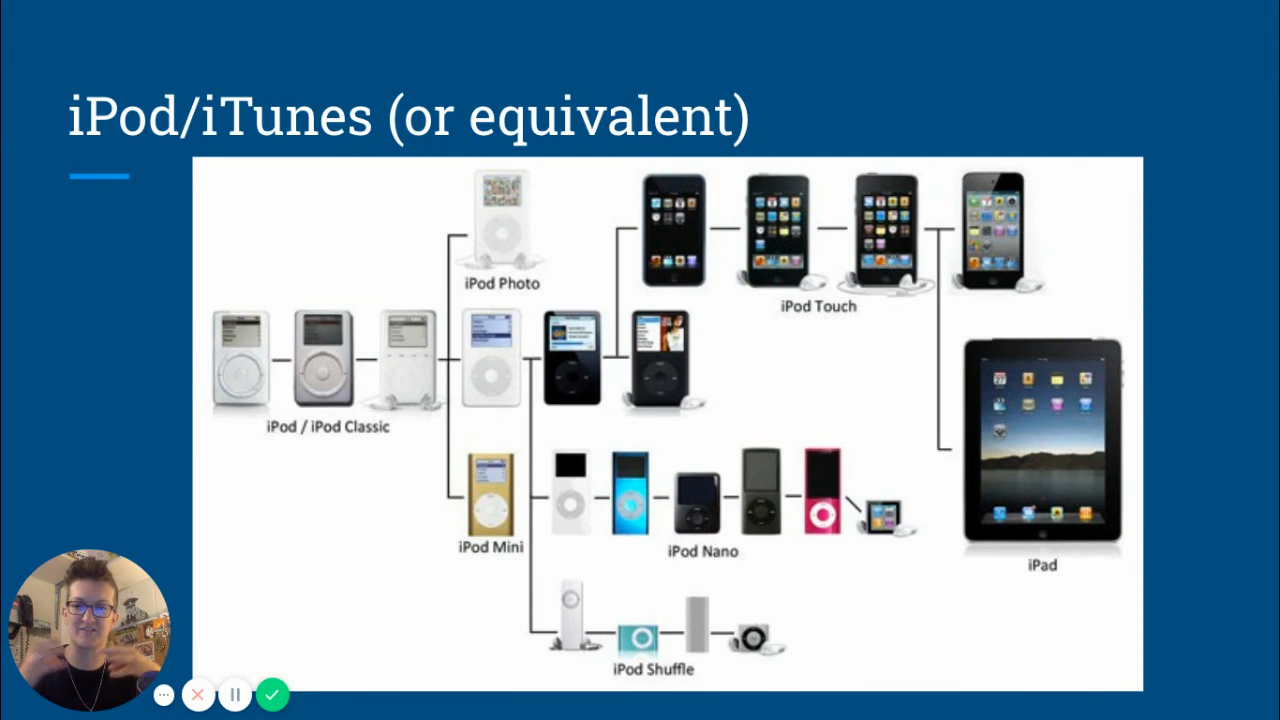 iPod/iTunes (or equivalent)
iPod Photo
iPod Touch
iPod / iPod Classic
iPod Mini
iPod Nano
iPad
iPod Shuffle